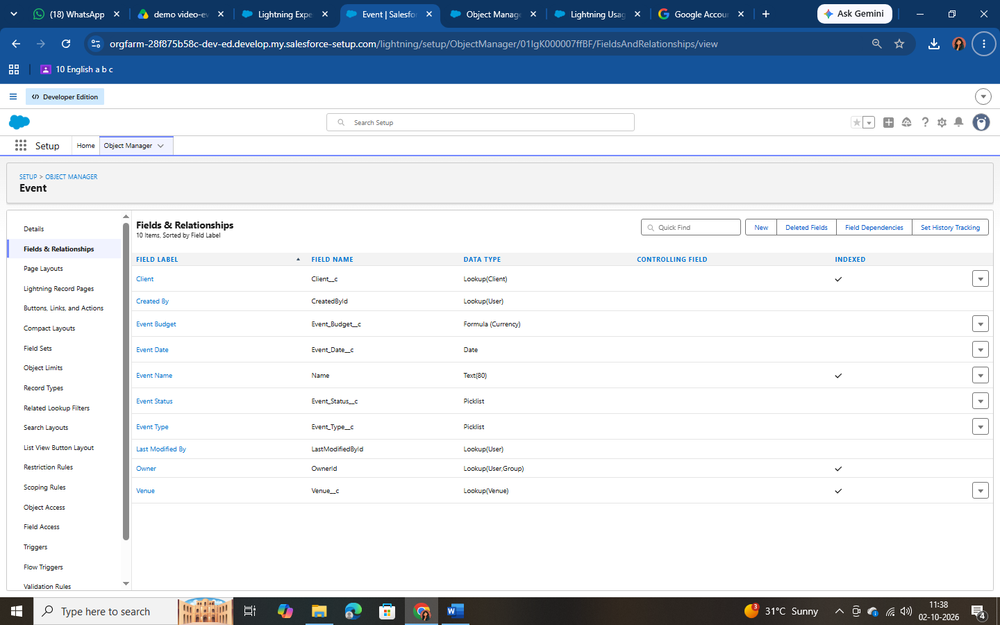 (18) WhatsApp
demo video-ev
Lightning Expe
Event | Salesfor
Object Manage
Lightning Usag
Google Accoun
Ask Gemini
orgfarm-28f875b58c-dev-ed.develop.my.salesforce-setup.com/lightning/setup/ObjectManager/01IgK000007ffBF/FieldsAndRelationships/view
10 English a b c
Developer Edition
Search Setup
Setup
Home
Object Manager
SETUP > OBJECT MANAGER
Event
Details
Fields & Relationships
Page Layouts
Lightning Record Pages
Buttons, Links, and Actions
Compact Layouts
Field Sets
Object Limits
Record Types
Related Lookup Filters
Search Layouts
List View Button Layout
Restriction Rules
Scoping Rules
Object Access
Field Access
Triggers
Flow Triggers
Validation Rules
Fields & Relationships
10 Items, Sorted by Field Label
Quick Find
New
Deleted Fields
Field Dependencies
Set History Tracking
FIELD LABEL FIELD NAME DATA TYPE CONTROLLING FIELD INDEXED
Client Client__c Lookup(Client)
Created By CreatedById Lookup(User)
Event Budget Event_Budget__c Formula (Currency)
Event Date Event_Date__c Date
Event Name Name Text(80)
Event Status Event_Status__c Picklist
Event Type Event_Type__c Picklist
Last Modified By LastModifiedById Lookup(User)
Owner OwnerId Lookup(User,Group)
Venue Venue__c Lookup(Venue)
Type here to search
3
31°C Sunny
11:38
02-10-2026
4